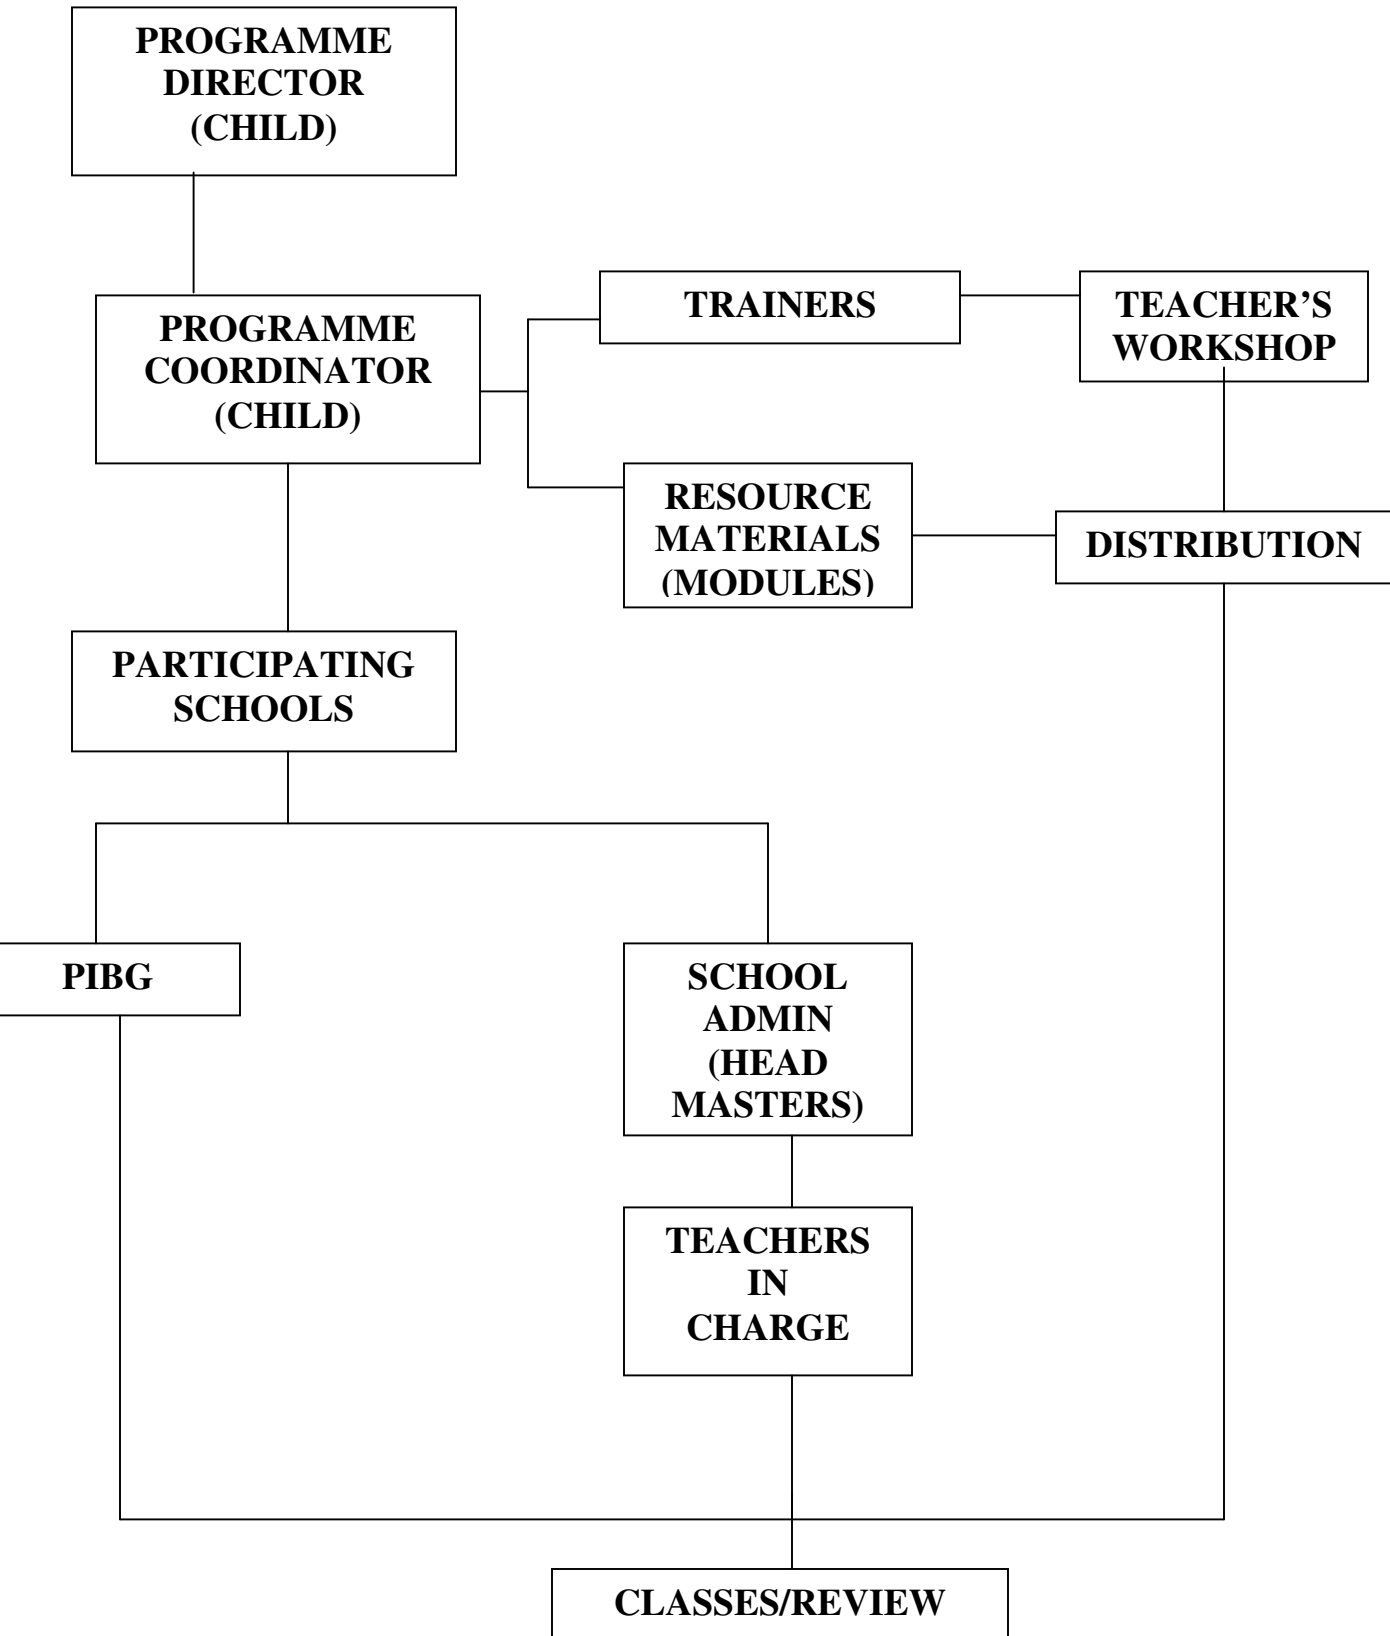 PROGRAMME
DIRECTOR
(CHILD)
PROGRAMME
COORDINATOR
(CHILD)
TRAINERS
TEACHER’S
WORKSHOP
RESOURCE
MATERIALS
(MODULES)
DISTRIBUTION
PARTICIPATING
SCHOOLS
PIBG
SCHOOL
ADMIN
(HEAD
MASTERS)
TEACHERS
IN
CHARGE
CLASSES/REVIEW